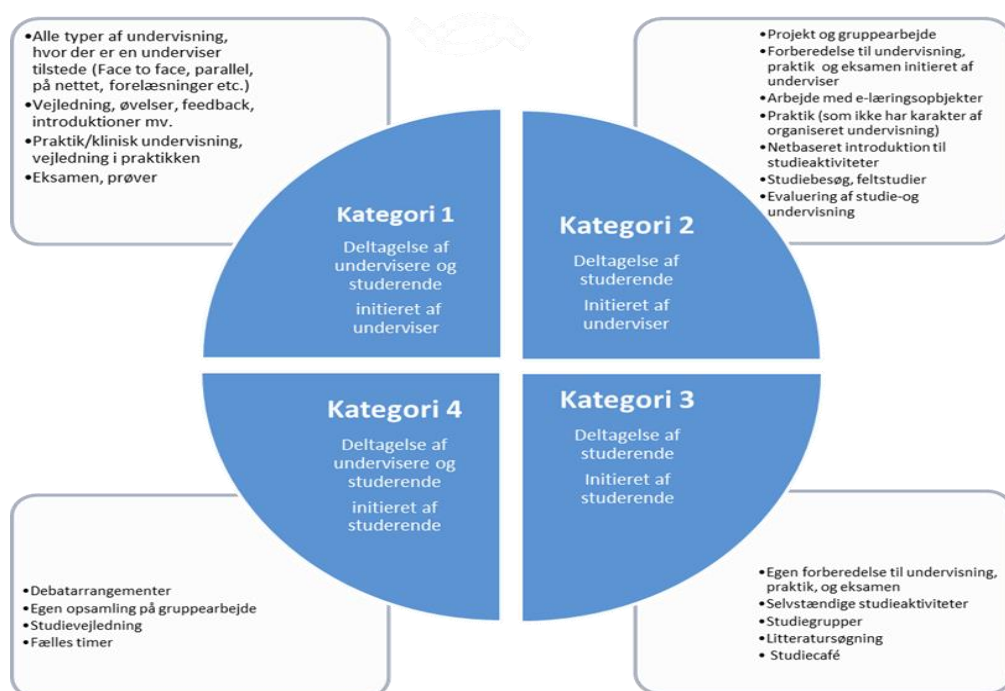 •Alle typer af undervisning,
hvor der er en underviser
tilstede (Face to face, parallel,
på nettet, forelæsninger etc.)
•Vejledning, øvelser, feedback,
introduktioner mv.
•Praktik/klinisk undervisning,
vejledning i praktikken
•Eksamen, prøver
•Projekt og gruppearbejde
•Forberedelse til undervisning,
praktik og eksamen initieret af
underviser
•Arbejde med e-læringsobjekter
•Praktik (som ikke har karakter af
organiseret undervisning)
•Netbaseret introduktion til
studieaktiviteter
•Studiebesøg, feltstudier
•Evaluering af studie-og
undervisning
Kategori 1
Deltagelse af
undervisere og
studerende
initieret af
underviser
Kategori 2
Deltagelse af
studerende
Initieret af
underviser
Kategori 4
Deltagelse af
undervisere og
studerende
initieret af
studerende
Kategori 3
Deltagelse af
studerende
Initieret af
studerende
•Debatarrangementer
•Egen opsamling på gruppearbejde
•Studievejledning
•Fælles timer
•Egen forberedelse til undervisning,
praktik, og eksamen
•Selvstændige studieaktiviteter
•Studiegrupper
•Litteratursøgning
• Studiecafé